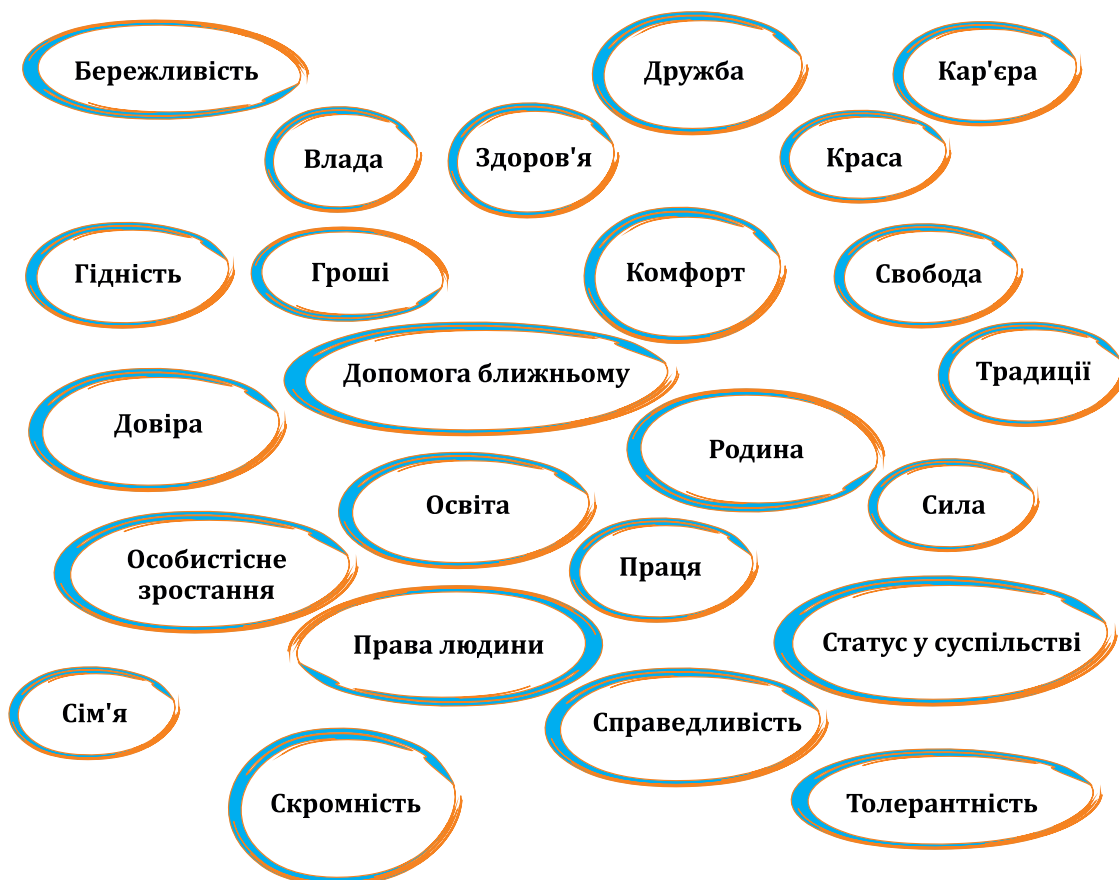 Бережливість
Дружба
Кар'єра
Влада
Здоров'я
Краса
Гідність
Гроші
Комфорт
Свобода
Допомога ближньому
Традиції
Довіра
Родина
Освіта
Сила
Особистісне
зростання
Праця
Права людини
Статус у суспільстві
Сім'я
Справедливість
Скромність
Толерантність